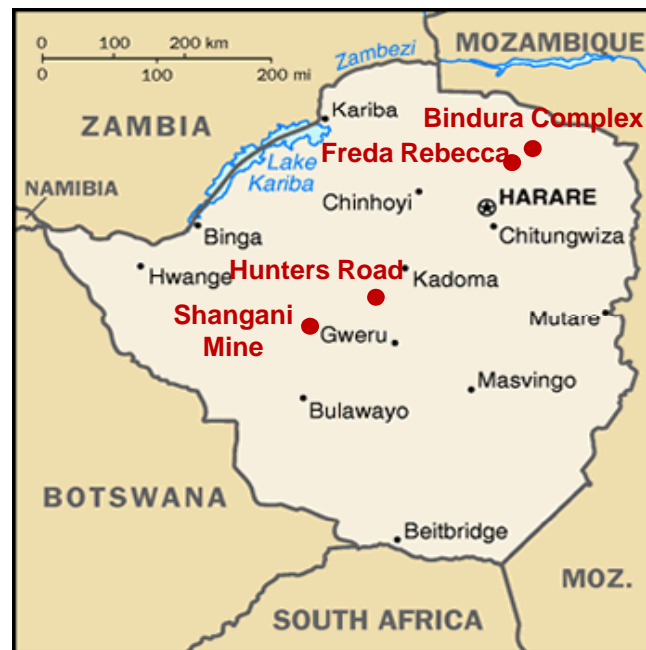 0 100 200 km
0 100 200 mi
Zambezi
MOZAMBIQUE
Kariba
ZAMBIA
Bindura Complex
Freda Rebecca
Lake
Kariba
NAMIBIA
Chinhoyi
HARARE
Binga
Chitungwiza
Hwange
Hunters Road
Kadoma
Shangani
Mine
Gweru
Mutare
Masvingo
Bulawayo
BOTSWANA
Beitbridge
MOZ.
SOUTH AFRICA